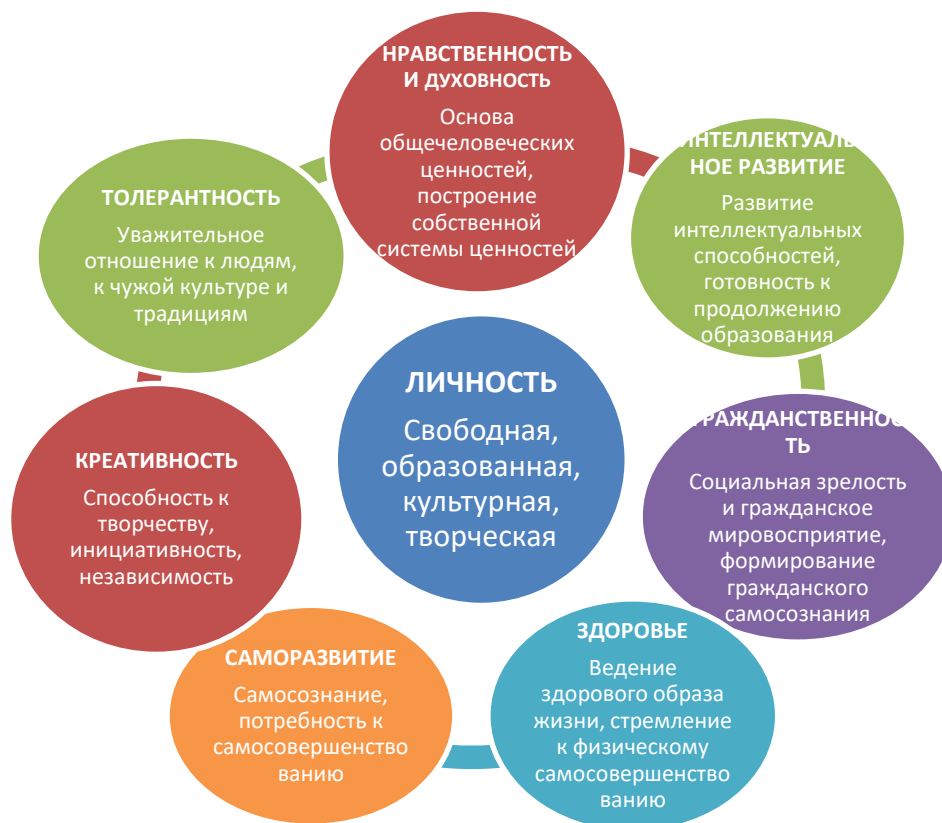 НРАВСТВЕННОСТЬ
И ДУХОВНОСТЬ
Основа
общечеловеческих
ценностей,
построение
собственной
системы ценностей
ИНТЕЛЛЕКТУАЛЬ
НОЕ РАЗВИТИЕ
Развитие
интеллектуальных
способностей,
готовность к
продолжению
образования
ГРАЖДАНСТВЕННОС
ТЬ
Социальная зрелость
и гражданское
мировосприятие,
формирование
гражданского
самосознания
ЗДОРОВЬЕ
Ведение
здорового образа
жизни, стремление
к физическому
самосовершенство
ванию
САМОРАЗВИТИЕ
Самосознание,
потребность к
самосовершенство
ванию
КРЕАТИВНОСТЬ
Способность к
творчеству,
инициативность,
независимость
ТОЛЕРАНТНОСТЬ
Уважительное
отношение к людям,
к чужой культуре и
традициям
ЛИЧНОСТЬ
Свободная,
образованная,
культурная,
творческая